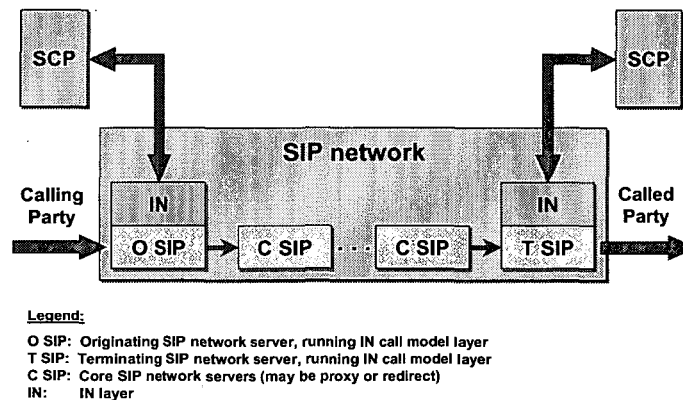 SCP
SCP
SIP network
Calling
Party
IN
IN
Called
Party
O SIP
C SIP
. . .
C SIP
T SIP
Legend:
O SIP: Originating SIP network server, running IN call model layer
T SIP: Terminating SIP network server, running IN call model layer
C SIP: Core SIP network servers (may be proxy or redirect)
IN: IN layer